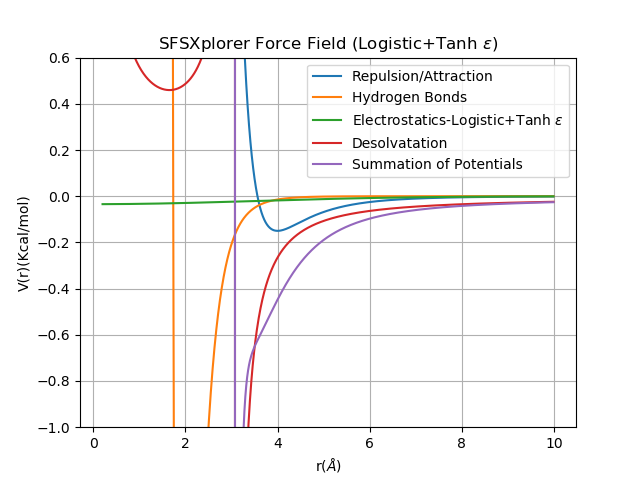 SFSXplorer Force Field (Logistic+Tanh ε)
Repulsion/Attraction
Hydrogen Bonds
Electrostatics-Logistic+Tanh ε
Desolvatation
Summation of Potentials
V(r)(Kcal/mol)
0.6
0.4
0.2
0.0
−0.2
−0.4
−0.6
−0.8
−1.0
0 2 4 6 8 10
r(Å)